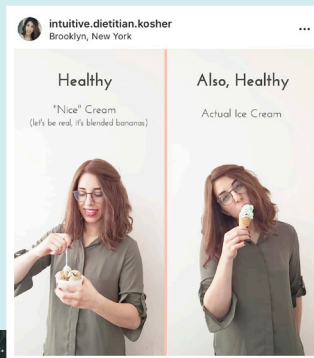 intuitive.dietitian.kosher
Brooklyn, New York
Healthy
"Nice" Cream
(let's be real, it's blended bananas)
Also, Healthy
Actual Ice Cream